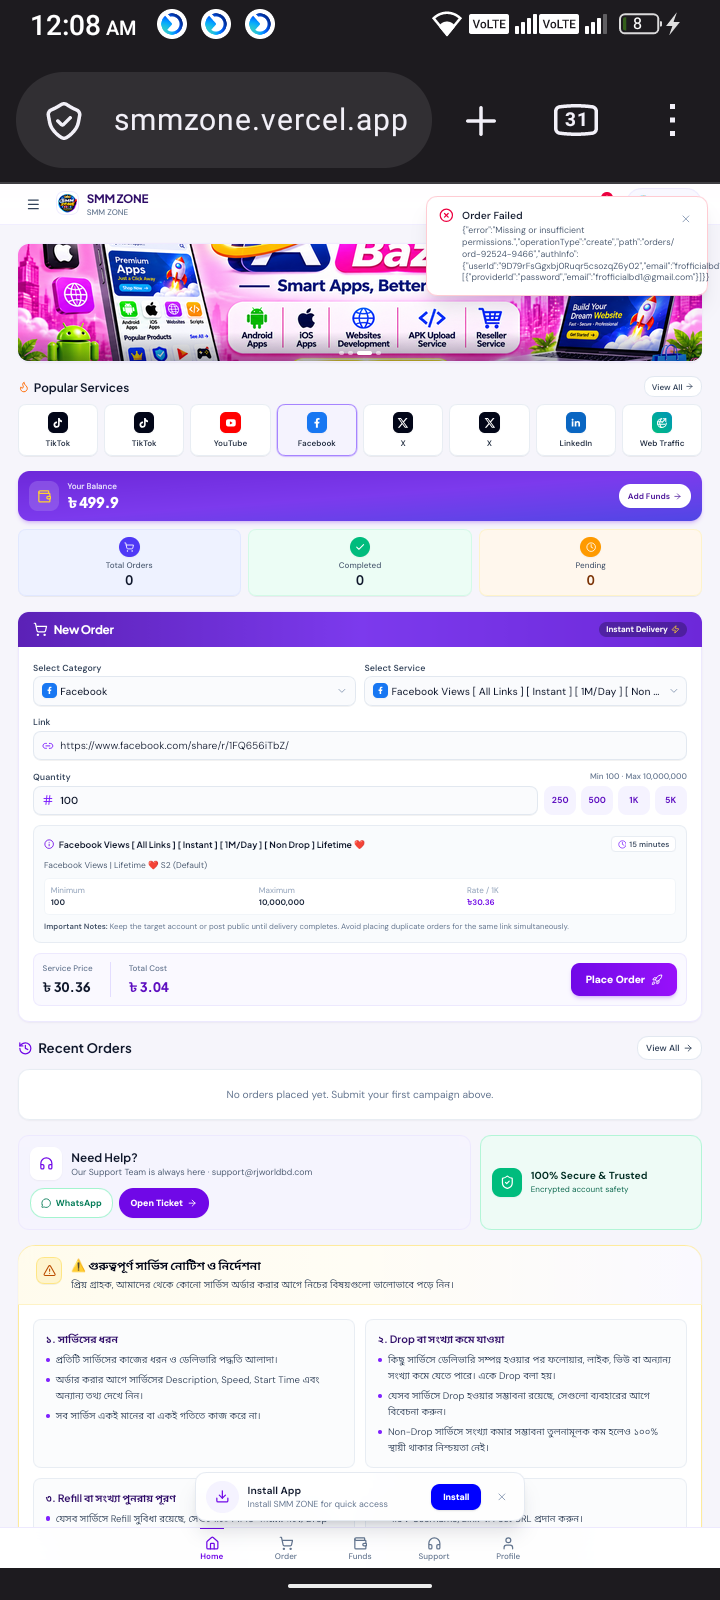 12:08 AM
VoLTE VoLTE 8
smmzone.vercel.app
31
SMM ZONE
SMM ZONE
Order Failed
{"error":"Missing or insufficient
permissions.","operationType":"create","path":"orders/
ord-92524-9466","authInfo":
{"userId":"9D79rFsGgxbj0Ruqr5csozqZ6y02","email":"frofficialbd
[{"providerId":"password","email":"frofficialbd1@gmail.com"}]}}
Premium
Apps
Smart Apps, Better
Android
Apps
iOS
Apps
Websites
Development
APK Upload
Service
Reseller
Service
Popular Products
See All
Build Your
Dream Website
Fast - Secure - Professional
Popular Services
View All →
TikTok
TikTok
YouTube
Facebook
X
X
LinkedIn
Web Traffic
Your Balance
৳ 499.9
Add Funds →
Total Orders
0
Completed
0
Pending
0
New Order
Instant Delivery
Select Category
Facebook
Select Service
Facebook Views [ All Links ] [ Instant ] [ 1M/Day ] [ Non ...
Link
https://www.facebook.com/share/r/1FQ656iTbZ/
Quantity
Min 100 · Max 10,000,000
# 100
250
500
1K
5K
Facebook Views [ All Links ] [ Instant ] [ 1M/Day ] [ Non Drop ] Lifetime ❤️
15 minutes
Facebook Views | Lifetime ❤️ S2 (Default)
Minimum
100
Maximum
10,000,000
Rate / 1K
৳30.36
Important Notes: Keep the target account or post public until delivery completes. Avoid placing duplicate orders for the same link simultaneously.
Service Price
৳ 30.36
Total Cost
৳ 3.04
Place Order
Recent Orders
View All →
No orders placed yet. Submit your first campaign above.
Need Help?
Our Support Team is always here · support@rjworldbd.com
WhatsApp
Open Ticket →
100% Secure & Trusted
Encrypted account safety
⚠️ গুরুত্বপূর্ণ সার্ভিস নোটিশ ও নির্দেশনা
প্রিয় গ্রাহক, আমাদের থেকে কোনো সার্ভিস অর্ডার করার আগে নিচের বিষয়গুলো ভালোভাবে পড়ে নিন।
১. সার্ভিসের ধরন
প্রতিটি সার্ভিসের কাজের ধরন ও ডেলিভারি পদ্ধতি আলাদা।
অর্ডার করার আগে সার্ভিসের Description, Speed, Start Time এবং
অন্যান্য তথ্য দেখে নিন।
সব সার্ভিস একই মানের বা একই গতিতে কাজ করে না।
২. Drop বা সংখ্যা কমে যাওয়া
কিছু সার্ভিসে ডেলিভারি সম্পন্ন হওয়ার পর ফলোয়ার, লাইক, ভিউ বা অন্যান্য
সংখ্যা কমে যেতে পারে। একে Drop বলা হয়।
যেসব সার্ভিসে Drop হওয়ার সম্ভাবনা রয়েছে, সেগুলো ব্যবহারের আগে
বিবেচনা করুন।
Non-Drop সার্ভিসে সংখ্যা কমার সম্ভাবনা তুলনামূলক কম হলেও ১০০%
স্থায়ী থাকার নিশ্চয়তা নেই।
৩. Refill বা সংখ্যা পুনরায় পূরণ
যেসব সার্ভিসে Refill সুবিধা রয়েছে,
URL প্রদান করুন।
Install App
Install SMM ZONE for quick access
Install
Home
Order
Funds
Support
Profile